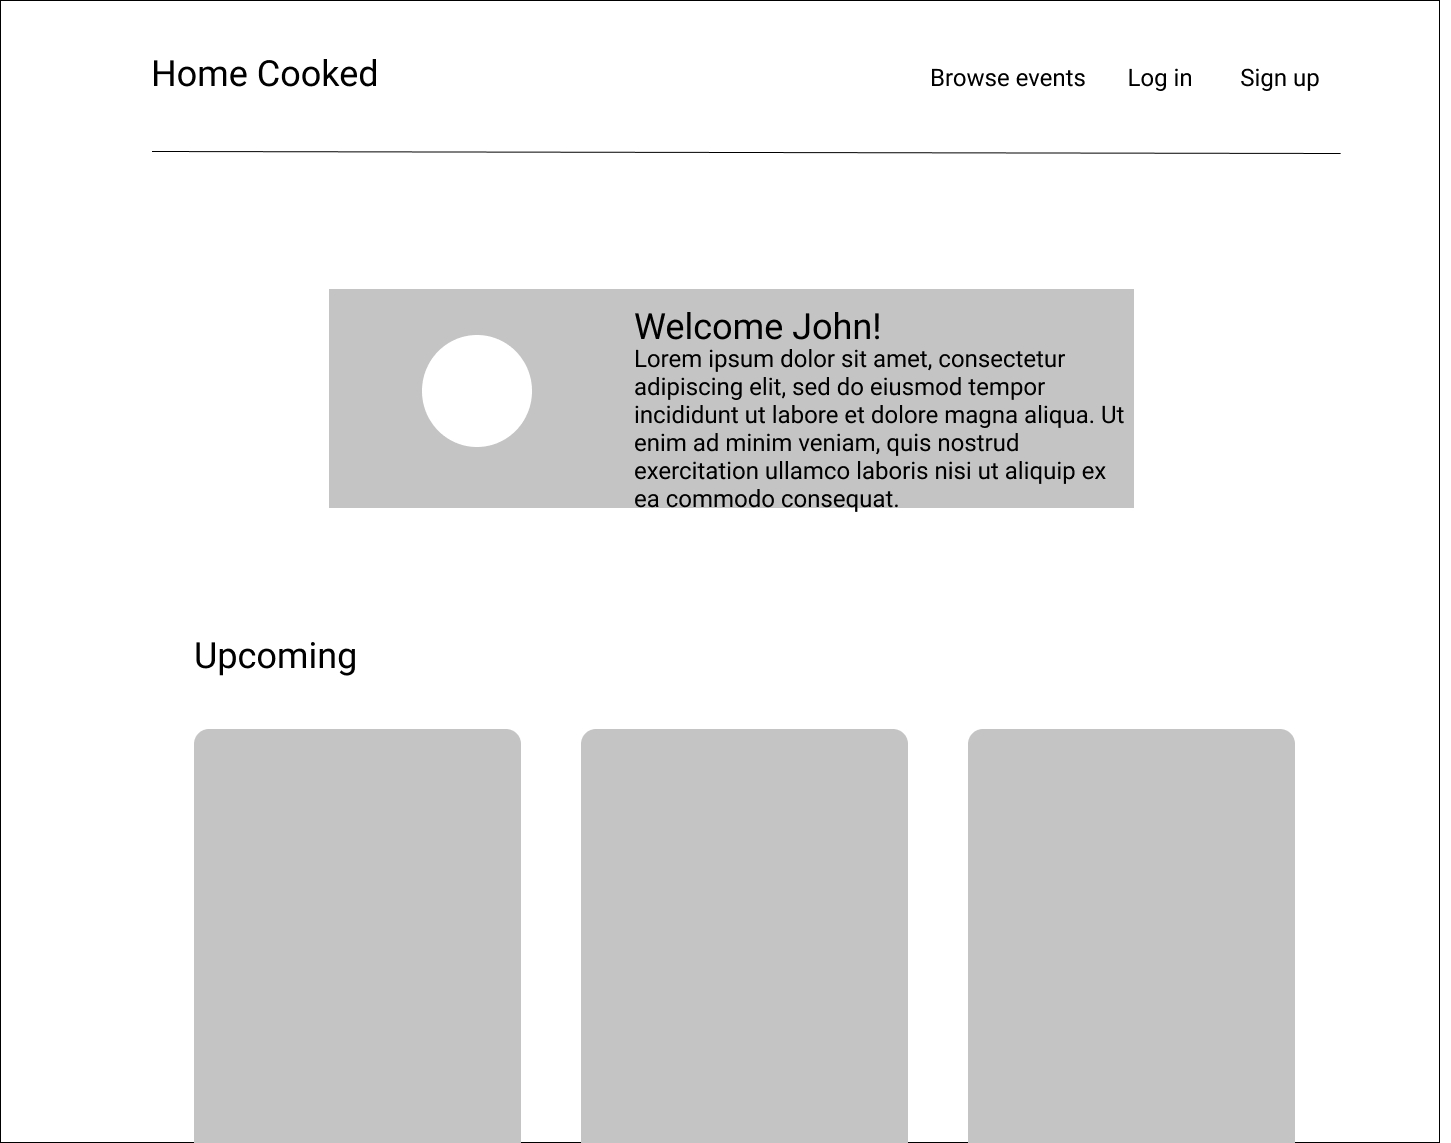 Home Cooked
Browse events
Log in
Sign up
Welcome John!
Lorem ipsum dolor sit amet, consectetur
adipiscing elit, sed do eiusmod tempor
incididunt ut labore et dolore magna aliqua. Ut
enim ad minim veniam, quis nostrud
exercitation ullamco laboris nisi ut aliquip ex
ea commodo consequat.
Upcoming